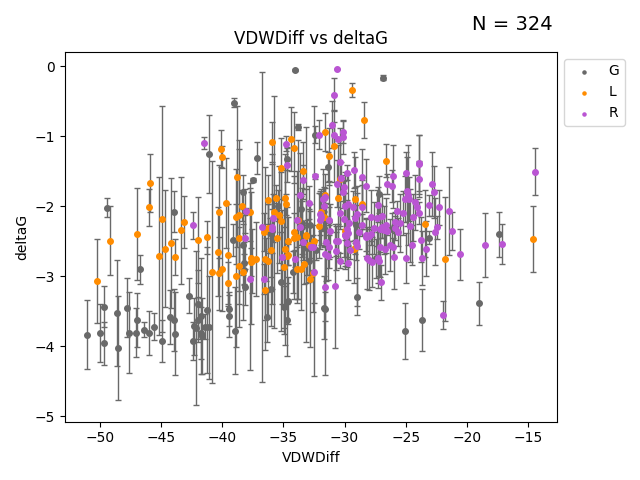 N = 324
VDWDiff vs deltaG
G
L
R
deltaG
0
−1
−2
−3
−4
−5
−50 −45 −40 −35 −30 −25 −20 −15
VDWDiff